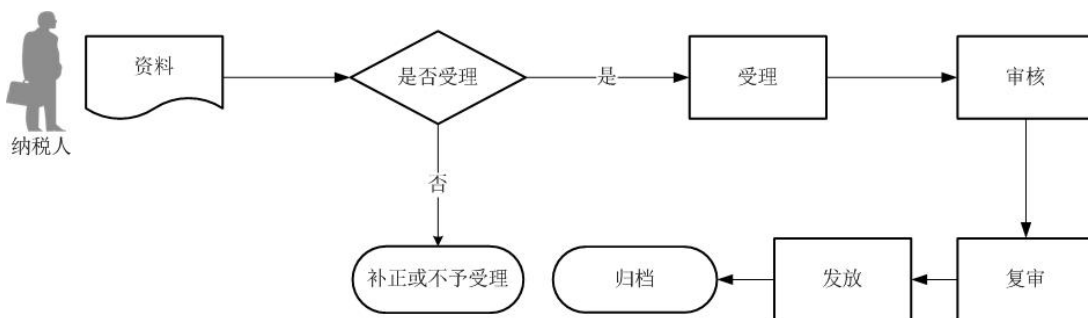 资料
是否受理
是
受理
审核
纳税人
否
补正或不予受理
归档
发放
复审